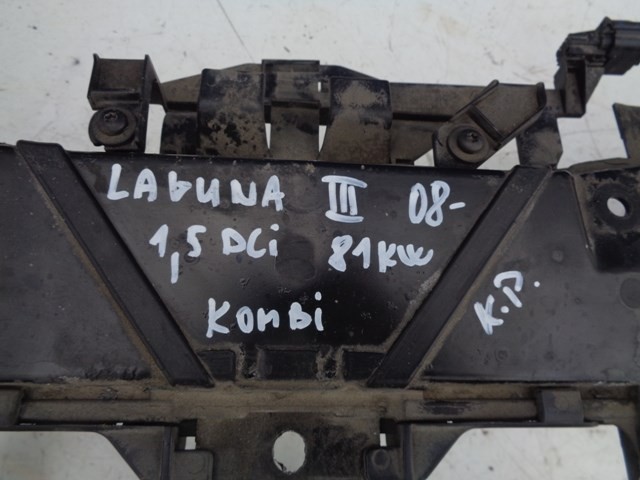 LAGUNA III 08-
1,5 DCi 81KW
KOMBI
K.P.